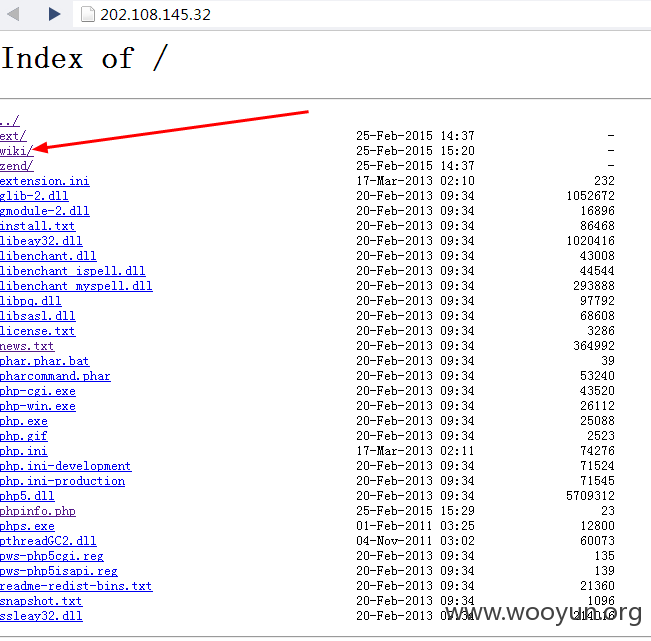 202.108.145.32
Index of /
../
ext/ 25-Feb-2015 14:37 -
wiki/ 25-Feb-2015 15:20 -
zend/ 25-Feb-2015 14:37 -
extension.ini 17-Mar-2013 02:10 232
glib-2.dll 20-Feb-2013 09:34 1052672
gmodule-2.dll 20-Feb-2013 09:34 16896
install.txt 20-Feb-2013 09:34 86468
libeay32.dll 20-Feb-2013 09:34 1020416
libenchant.dll 20-Feb-2013 09:34 43008
libenchant_ispell.dll 20-Feb-2013 09:34 44544
libenchant_myspell.dll 20-Feb-2013 09:34 293888
libpq.dll 20-Feb-2013 09:34 97792
libsasl.dll 20-Feb-2013 09:34 68608
license.txt 20-Feb-2013 09:34 3286
news.txt 20-Feb-2013 09:34 364992
phar.phar.bat 20-Feb-2013 09:34 39
pharcommand.phar 20-Feb-2013 09:34 53240
php-cgi.exe 20-Feb-2013 09:34 43520
php-win.exe 20-Feb-2013 09:34 26112
php.exe 20-Feb-2013 09:34 25088
php.gif 20-Feb-2013 09:34 2523
php.ini 17-Mar-2013 02:11 74276
php.ini-development 20-Feb-2013 09:34 71524
php.ini-production 20-Feb-2013 09:34 71545
php5.dll 20-Feb-2013 09:34 5709312
phpinfo.php 25-Feb-2015 15:29 23
phps.exe 01-Feb-2011 03:25 12800
pthreadGC2.dll 04-Nov-2011 03:02 60073
pws-php5cgi.reg 20-Feb-2013 09:34 135
pws-php5isapi.reg 20-Feb-2013 09:34 139
readme-redist-bins.txt 20-Feb-2013 09:34 21360
snapshot.txt 20-Feb-2013 09:34 1096
ssleay32.dll 20-Feb-2013 09:34
www.wooyun.org